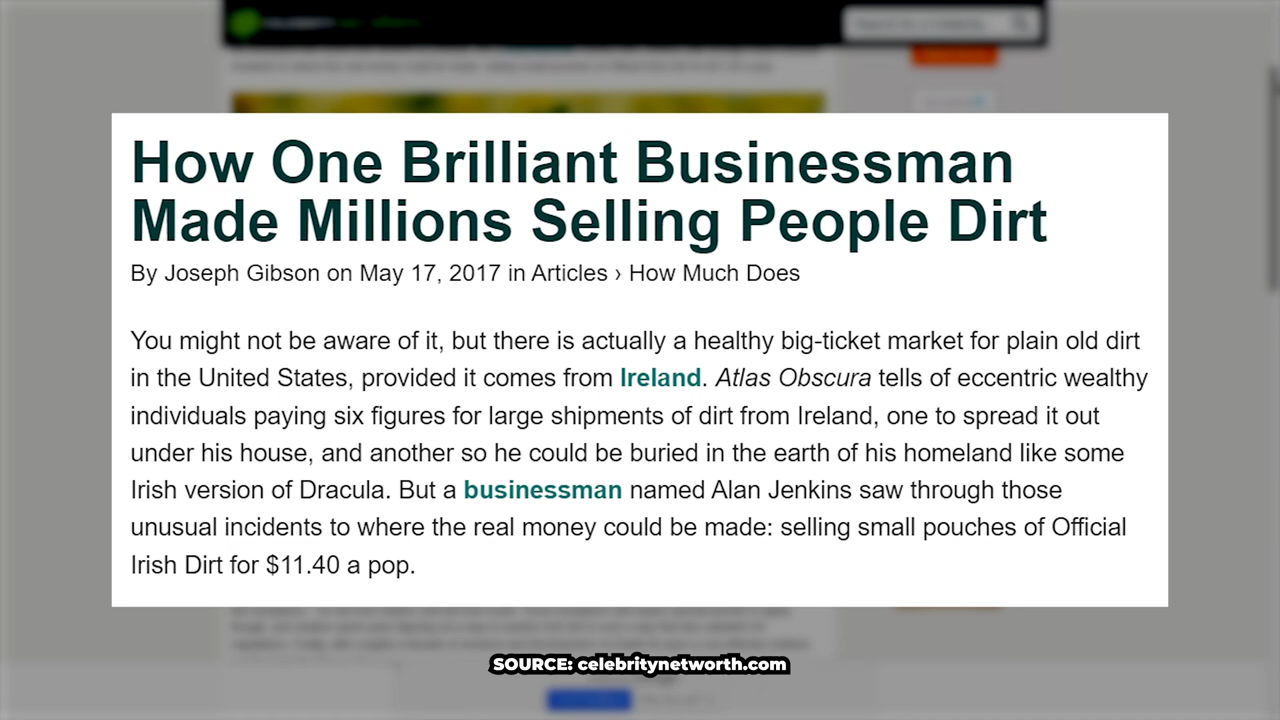 How One Brilliant Businessman
Made Millions Selling People Dirt
By Joseph Gibson on May 17, 2017 in Articles › How Much Does
You might not be aware of it, but there is actually a healthy big-ticket market for plain old dirt
in the United States, provided it comes from Ireland. Atlas Obscura tells of eccentric wealthy
individuals paying six figures for large shipments of dirt from Ireland, one to spread it out
under his house, and another so he could be buried in the earth of his homeland like some
Irish version of Dracula. But a businessman named Alan Jenkins saw through those
unusual incidents to where the real money could be made: selling small pouches of Official
Irish Dirt for $11.40 a pop.
SOURCE: celebritynetworth.com